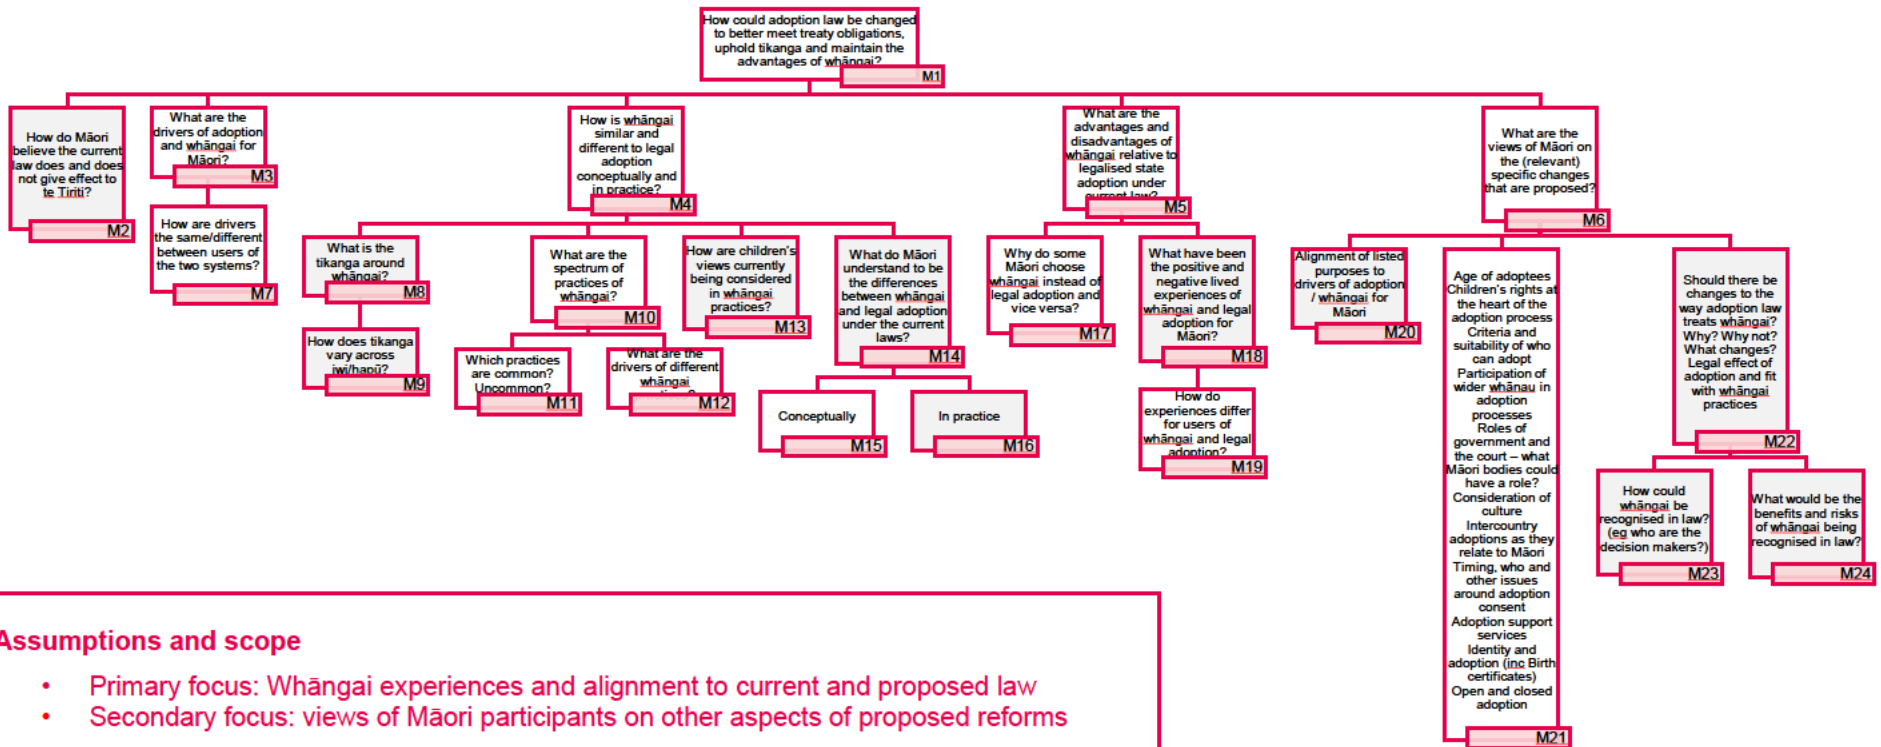 How could adoption law be changed
to better meet treaty obligations,
uphold tikanga and maintain the
advantages of whāngai?
M1
How do Māori
believe the current
law does and does
not give effect to
te Tiriti?
M2
What are the
drivers of adoption
and whāngai for
Māori?
M3
How are drivers
the same/different
between users of
the two systems?
M7
How is whāngai
similar and
different to legal
adoption
conceptually and
in practice?
M4
What is the
tikanga around
whāngai?
M8
How does tikanga
vary across
iwi/hapū?
M9
What are the
spectrum of
practices of
whāngai?
M10
Which practices
are common?
Uncommon?
M11
What are the
drivers of different
whāngai
M12
How are children's
views currently
being considered
in whāngai
practices?
M13
What do Māori
understand to be
the differences
between whāngai
and legal adoption
under the current
laws?
M14
Conceptually
M15
In practice
M16
What are the
advantages and
disadvantages of
whāngai relative to
legalised state
adoption under
current law?
M5
Why do some
Māori choose
whāngai instead of
legal adoption and
vice versa?
M17
What have been
the positive and
negative lived
experiences of
whāngai and legal
adoption for
Māori?
M18
How do
experiences differ
for users of
whāngai and legal
adoption?
M19
What are the
views of Māori on
the (relevant)
specific changes
that are proposed?
M6
Alignment of listed
purposes to
drivers of adoption
/ whāngai for
Māori
M20
Age of adoptees
Children's rights at
the heart of the
adoption process
Criteria and
suitability of who
can adopt
Participation of
wider whānau in
adoption
processes
Roles of
government and
the court – what
Māori bodies could
have a role?
Consideration of
culture
Intercountry
adoptions as they
relate to Māori
Timing, who and
other issues
around adoption
consent
Adoption support
services
Identity and
adoption (inc Birth
certificates)
Open and closed
adoption
M21
Should there be
changes to the
way adoption law
treats whāngai?
Why? Why not?
What changes?
Legal effect of
adoption and fit
with whāngai
practices
M22
How could
whāngai be
recognised in law?
(eg who are the
decision makers?)
M23
What would be the
benefits and risks
of whāngai being
recognised in law?
M24
Assumptions and scope
• Primary focus: Whāngai experiences and alignment to current and proposed law
• Secondary focus: views of Māori participants on other aspects of proposed reforms